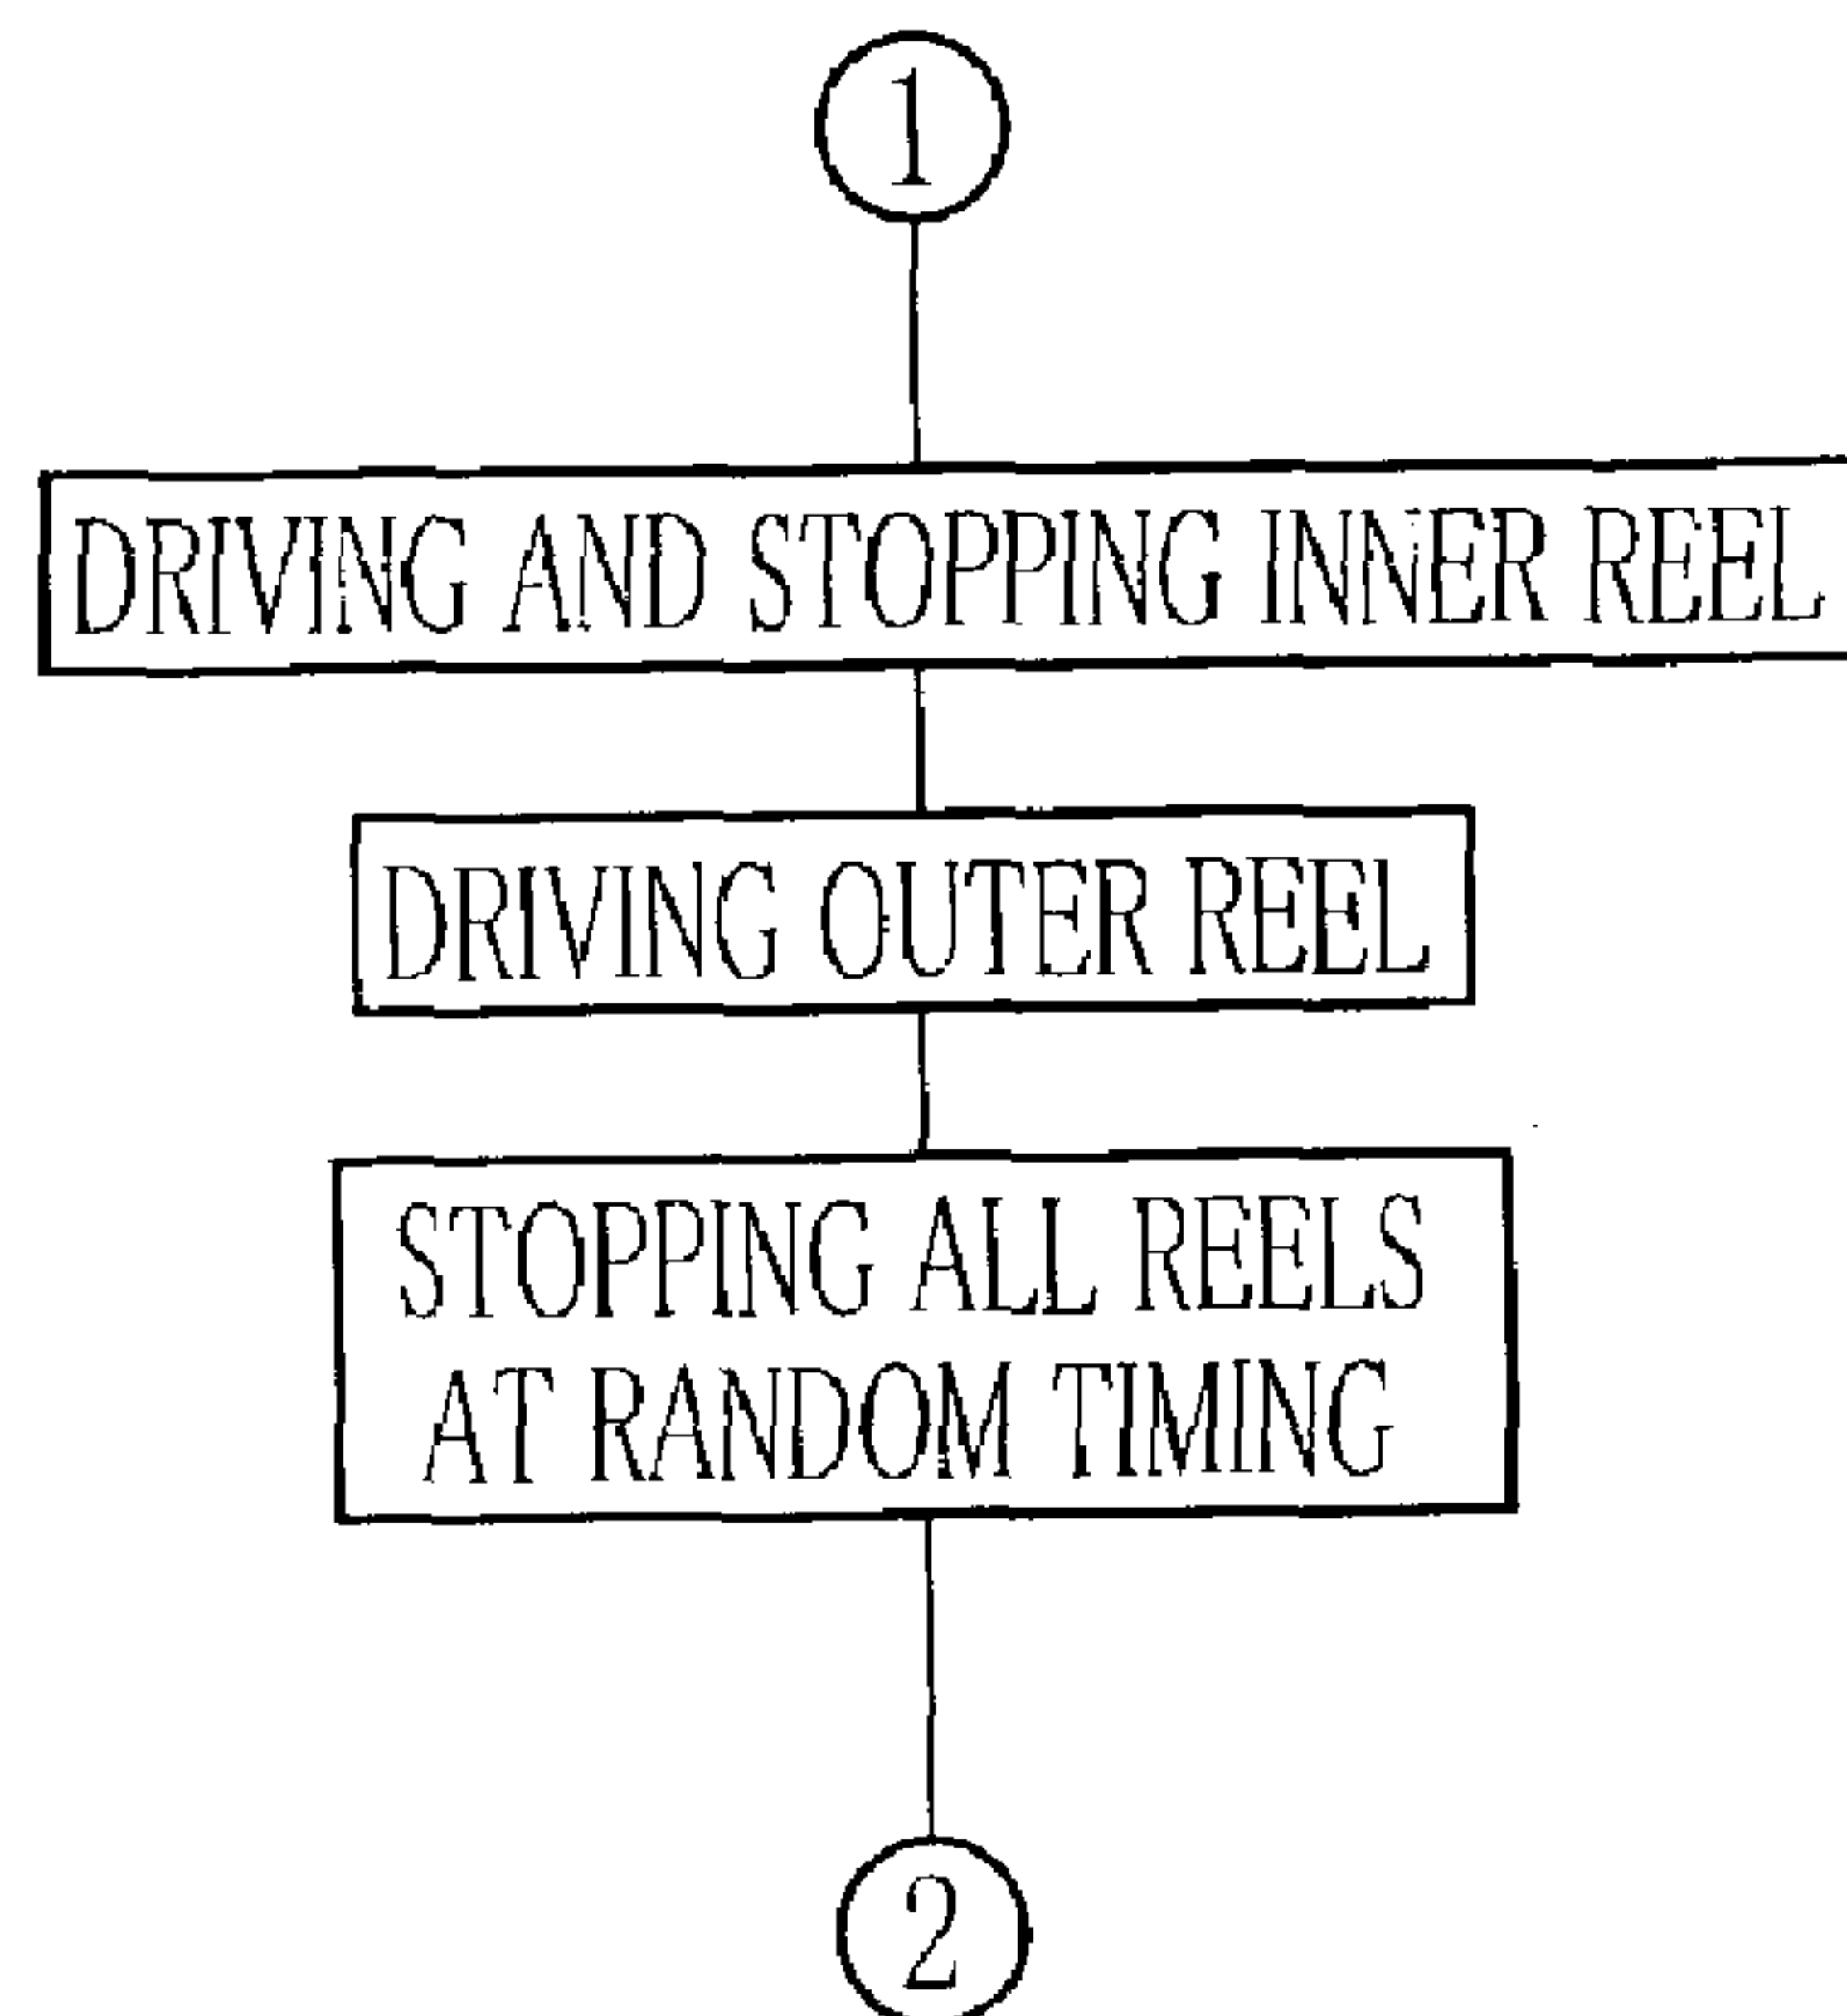 1
DRIVING AND STOPPING INNER REEL
DRIVING OUTER REEL
STOPPING ALL REELS
AT RANDOM TIMING
2